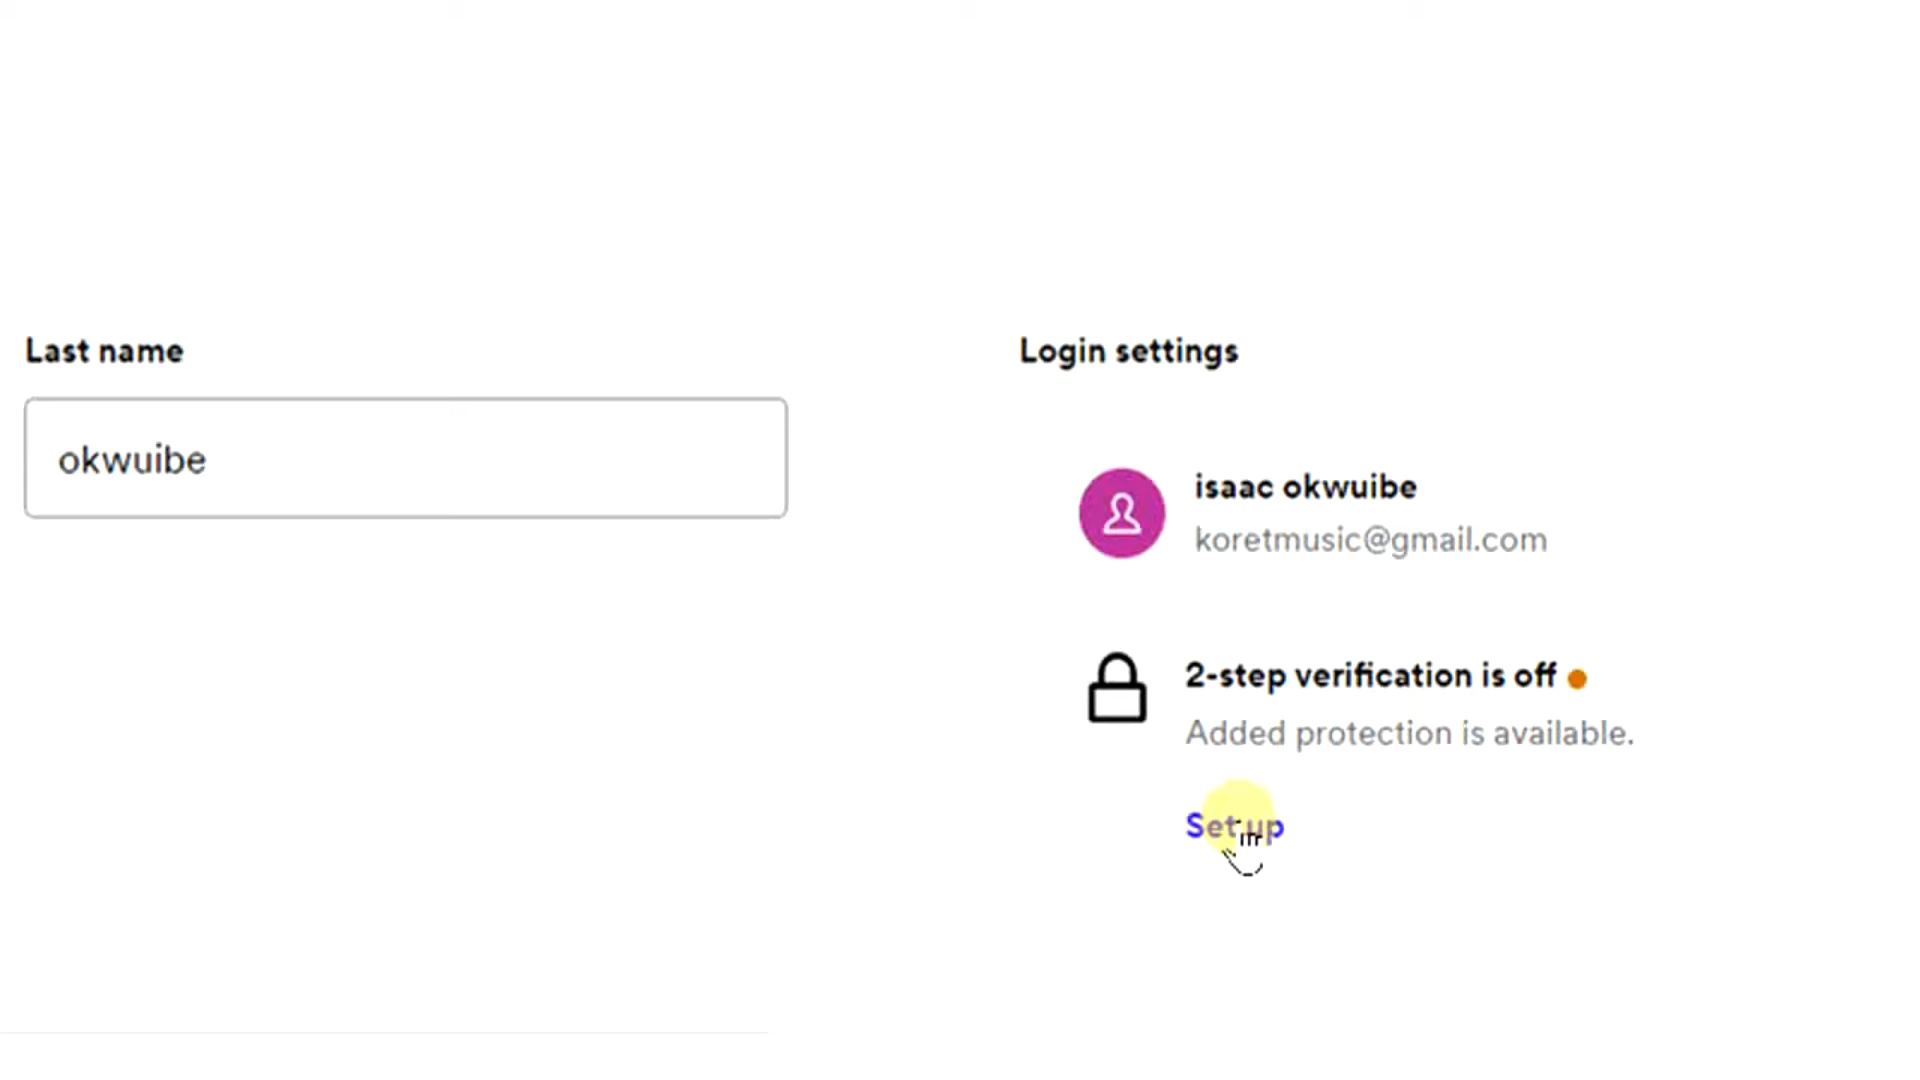 Last name
okwuibe
Login settings
isaac okwuibe
koretmusic@gmail.com
2-step verification is off
Added protection is available.
Set up